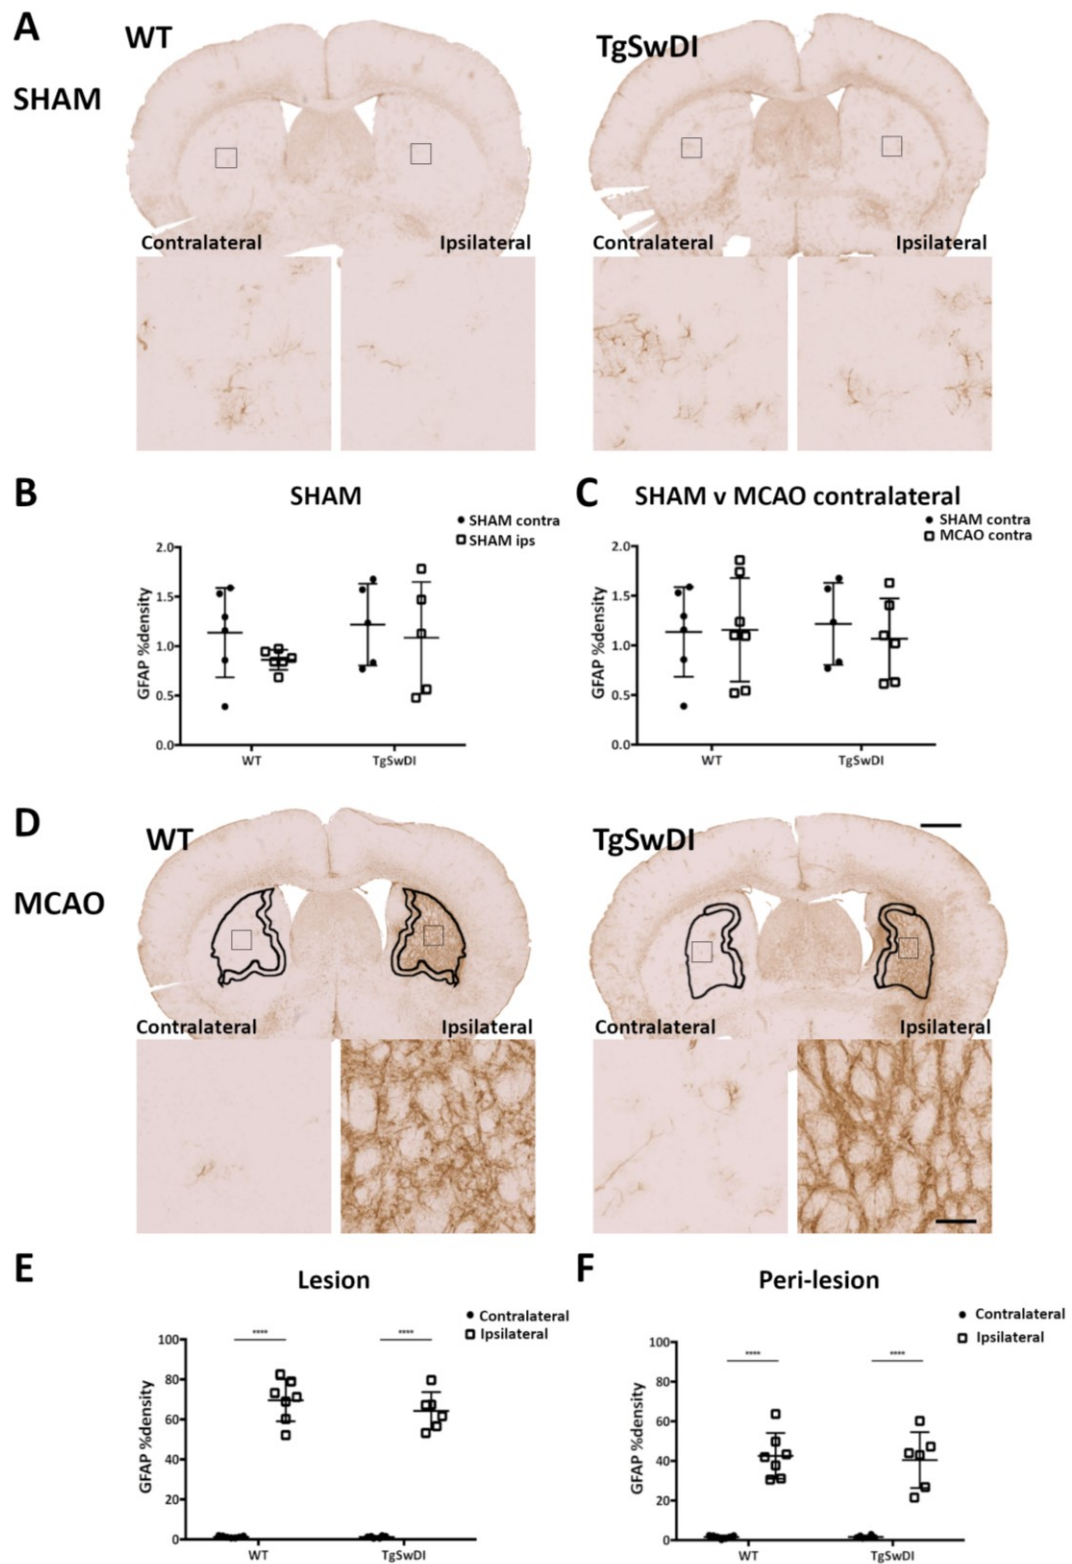 A
WT
TgSwDI
SHAM
Contralateral
Ipsilateral
Contralateral
Ipsilateral
B
SHAM
SHAM contra
SHAM ips
GFAP %density
2.0
1.5
1.0
0.5
0.0
WT
TgSwDI
C
SHAM v MCAO contralateral
SHAM contra
MCAO contra
GFAP %density
2.0
1.5
1.0
0.5
0.0
WT
TgSwDI
D
WT
TgSwDI
MCAO
Contralateral
Ipsilateral
Contralateral
Ipsilateral
E
Lesion
Contralateral
Ipsilateral
GFAP %density
100
80
60
40
20
0
****
****
WT
TgSwDI
F
Peri-lesion
Contralateral
Ipsilateral
GFAP %density
100
80
60
40
20
0
****
****
WT
TgSwDI